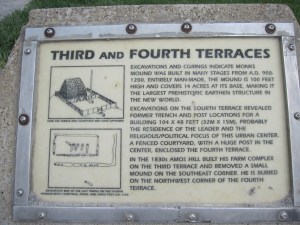 THIRD AND FOURTH TERRACES
EXCAVATIONS AND CORINGS INDICATE MONKS
MOUND WAS BUILT IN MANY STAGES FROM A.D. 900-
1200. ENTIRELY MAN-MADE, THE MOUND IS 100 FEET
HIGH AND COVERS 14 ACRES AT ITS BASE, MAKING IT
THE LARGEST PREHISTORIC EARTHEN STRUCTURE IN
THE NEW WORLD.
EXCAVATIONS ON THE FOURTH TERRACE REVEALED
FORMER TRENCH AND POST LOCATIONS FOR A
BUILDING 104 X 48 FEET (32M X 15M), PROBABLY
THE RESIDENCE OF THE LEADER AND THE
RELIGIOUS/POLITICAL FOCUS OF THIS URBAN CENTER.
A FENCED COURTYARD, WITH A HUGE POST IN THE
CENTER, ENCLOSED THE FOURTH TERRACE.
IN THE 1830s AMOS HILL BUILT HIS FARM COMPLEX
ON THE THIRD TERRACE AND REMOVED A SMALL
MOUND ON THE SOUTHEAST CORNER. HE IS BURIED
ON THE NORTHWEST CORNER OF THE FOURTH
TERRACE.